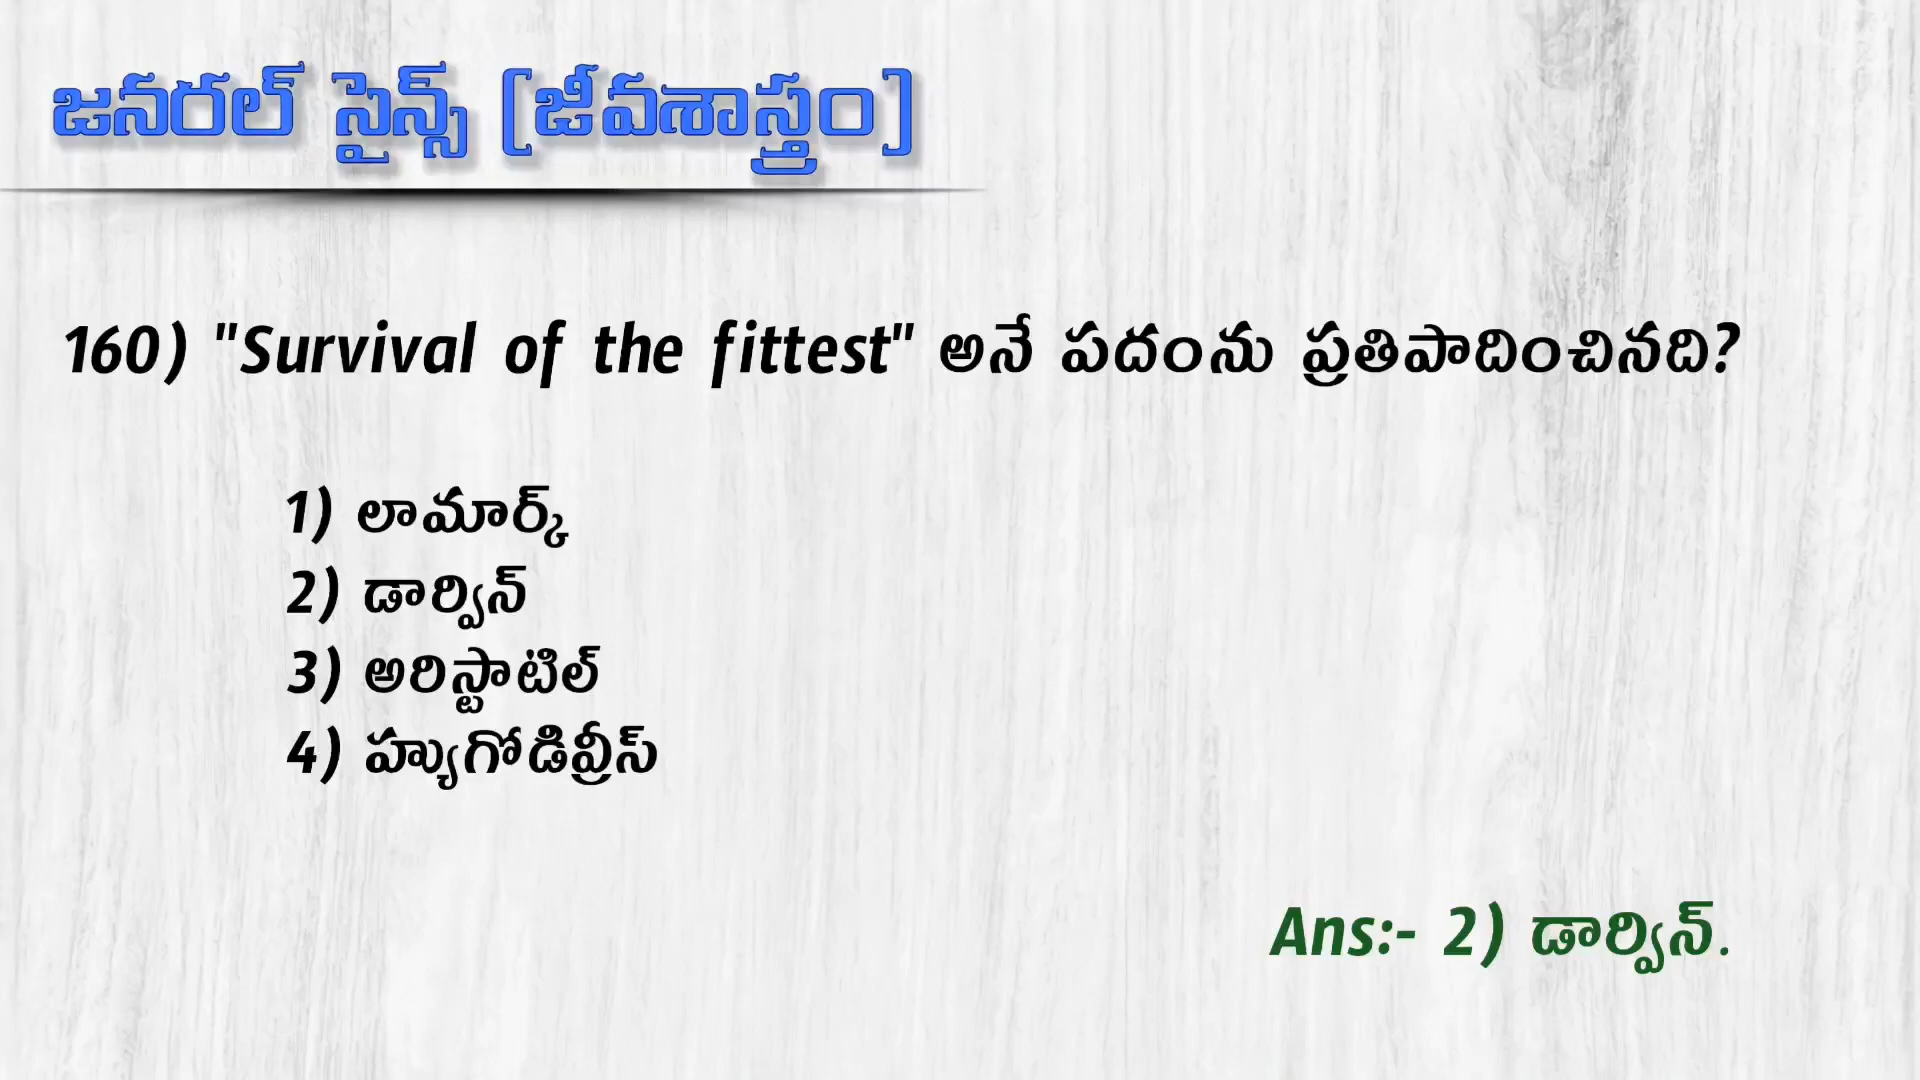 జనరల్ సైన్స్ [జీవశాస్త్రం]
160) "Survival of the fittest" అనే పదంను ప్రతిపాదించినది?
1) లామార్క్
2) డార్విన్
3) అరిస్టాటిల్
4) హ్యుగోడివ్రీస్
Ans:- 2) డార్విన్.